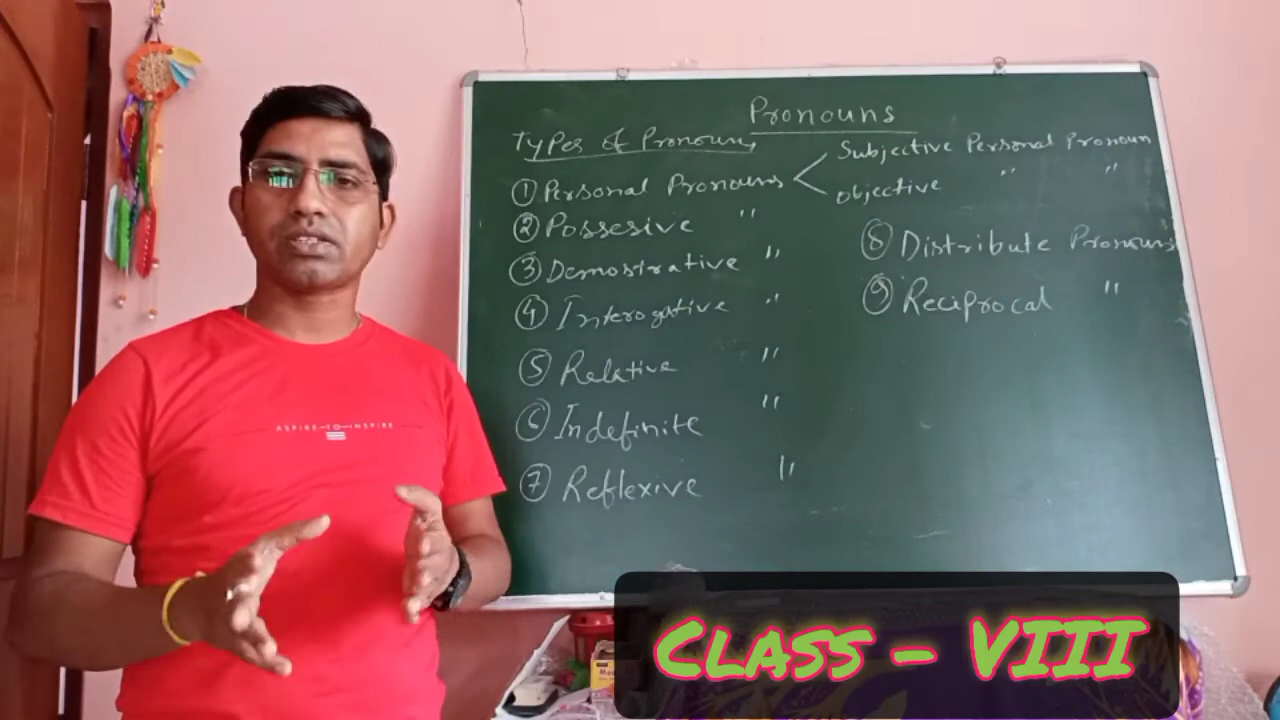 Pronouns
Types of Pronouns
① Personal Pronouns
Subjective Personal Pronoun
Objective " "
② Possesive "
③ Demostrative "
④ Interogative "
⑤ Relative "
⑥ Indefinite "
⑦ Reflexive "
⑧ Distribute Pronouns
⑨ Reciprocal "
ASPIRE-TO-INSPIRE
CLASS - VIII